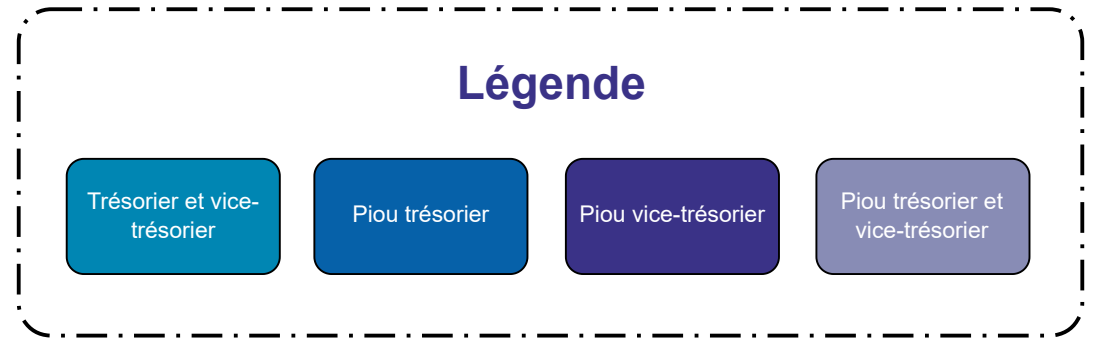 Légende
Trésorier et vice-
trésorier
Piou trésorier
Piou vice-trésorier
Piou trésorier et
vice-trésorier